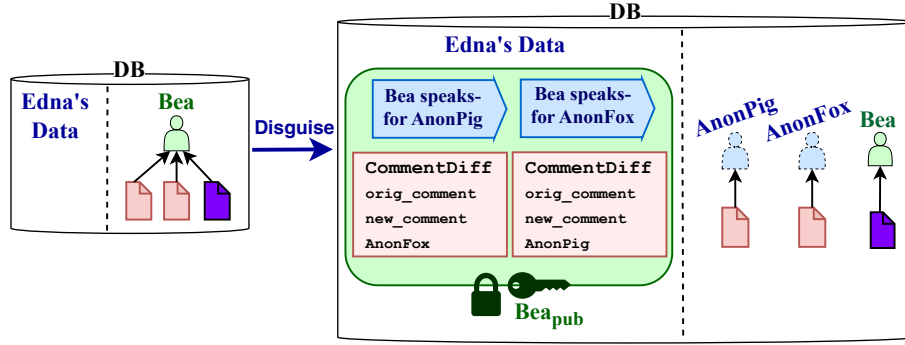 DB
Edna's
Data
Bea
Disguise
DB
Edna's Data
Bea speaks-
for AnonPig
Bea speaks-
for AnonFox
CommentDiff
orig_comment
new_comment
AnonFox
CommentDiff
orig_comment
new_comment
AnonPig
Bea_pub
AnonPig
AnonFox
Bea